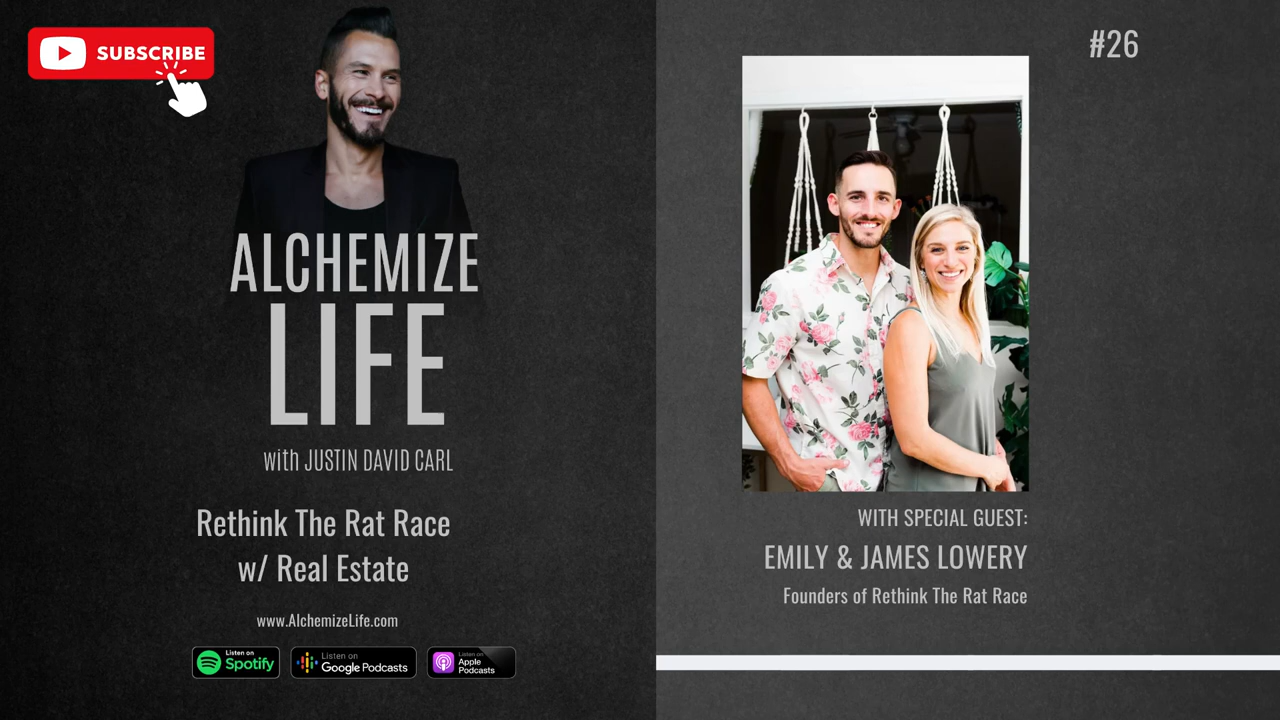 SUBSCRIBE
ALCHEMIZE
LIFE
with JUSTIN DAVID CARL
Rethink The Rat Race
w/ Real Estate
www.AlchemizeLife.com
Listen on
Spotify
Listen on
Google Podcasts
Listen on
Apple
Podcasts
#26
WITH SPECIAL GUEST:
EMILY & JAMES LOWERY
Founders of Rethink The Rat Race